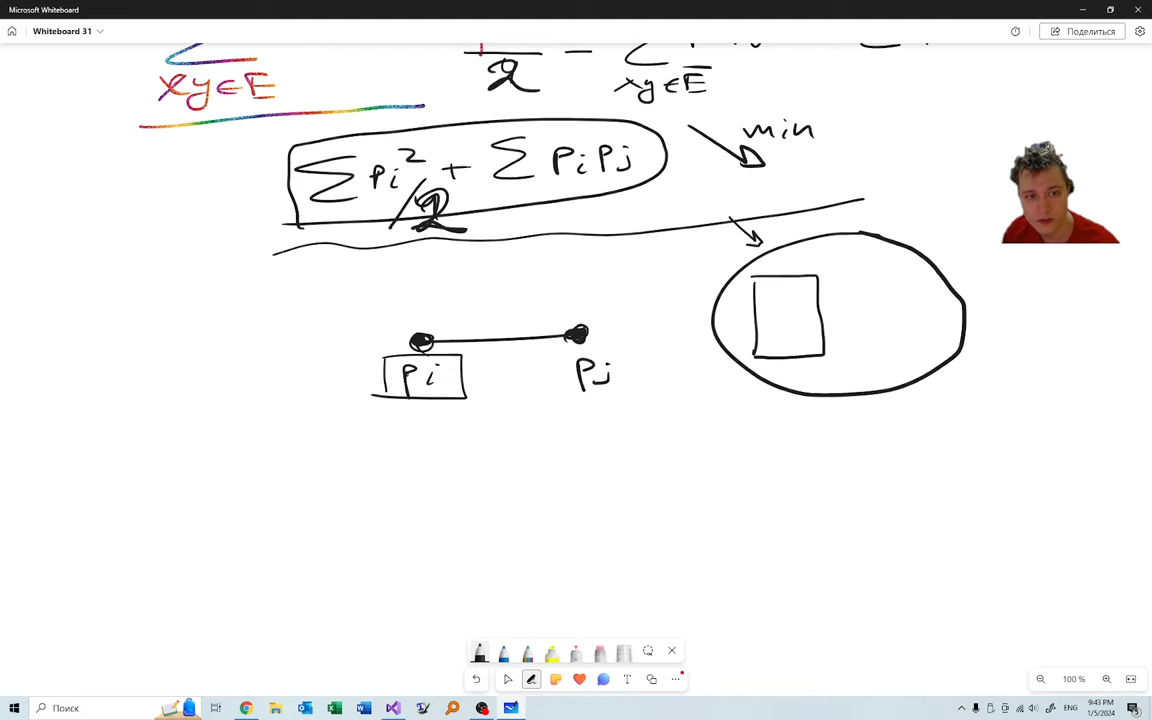 Microsoft Whiteboard
Whiteboard 31
Поделиться
xy∈E
2
xy∈E
min
∑ pi²/2 + ∑ pi pj
pi
pj
100 %
Поиск
ENG
9:43 PM
1/5/2024
5